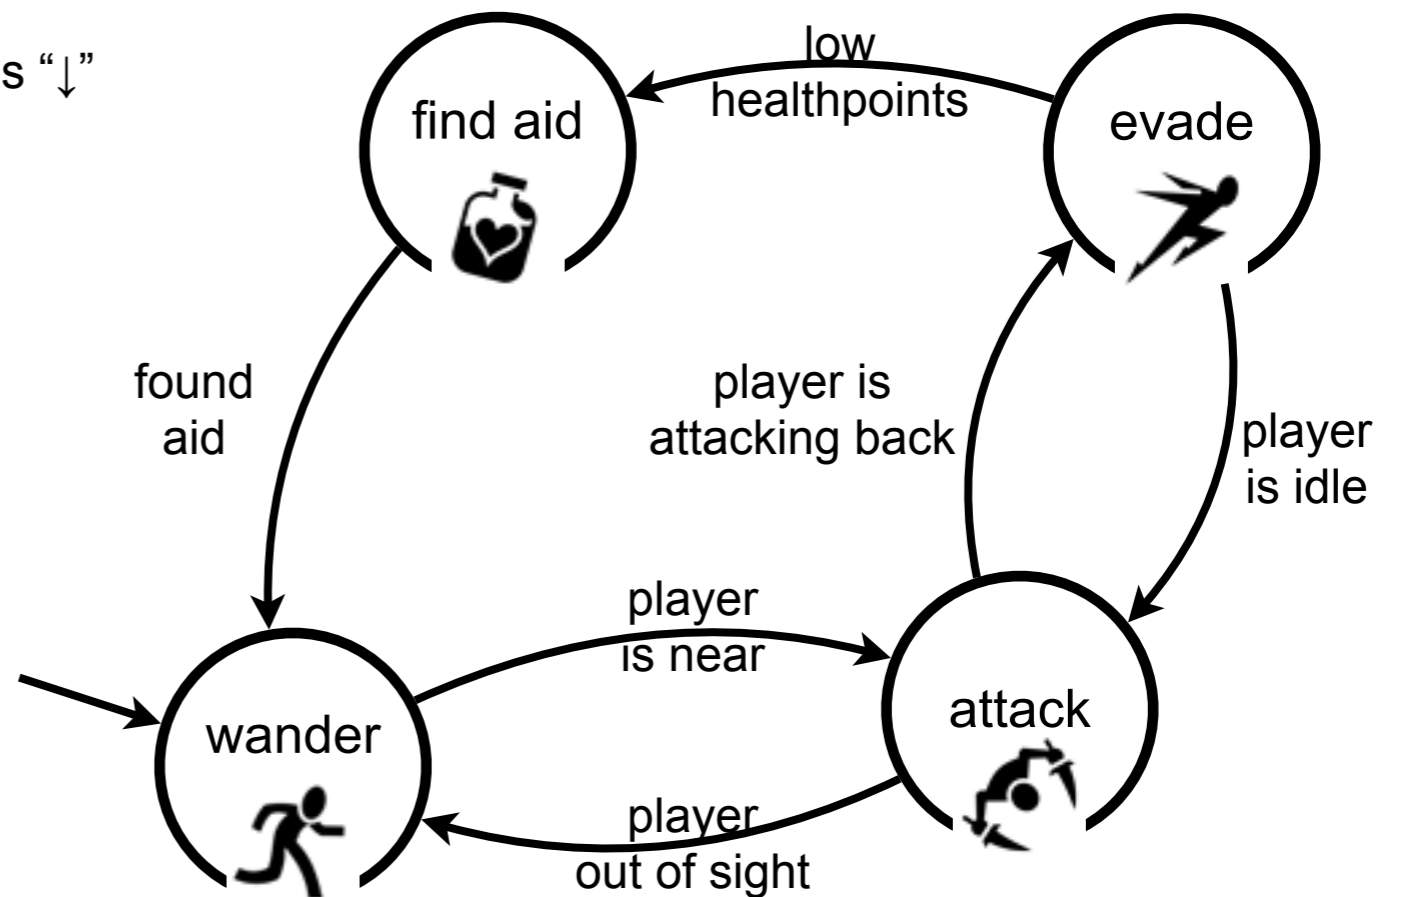 s “↓”
low
healthpoints
find aid
evade
found
aid
player is
attacking back
player
is idle
player
is near
wander
attack
player
out of sight